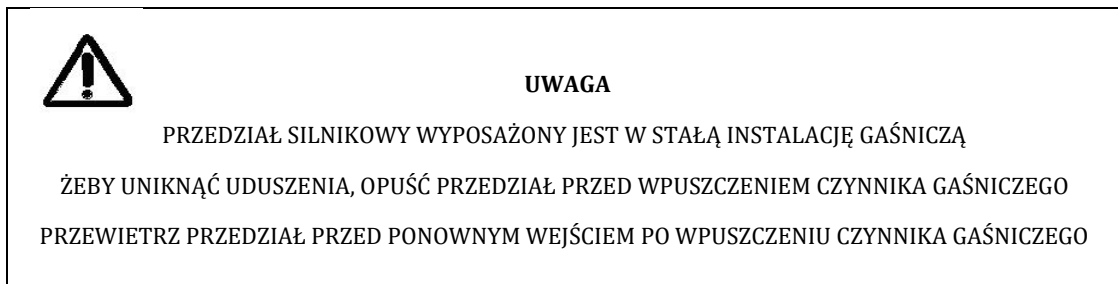 UWAGA
PRZEDZIAŁ SILNIKOWY WYPOSAŻONY JEST W STAŁĄ INSTALACJĘ GAŚNICZĄ
ŻEBY UNIKNĄĆ UDUSZENIA, OPUŚĆ PRZEDZIAŁ PRZED WPUSZCZENIEM CZYNNIKA GAŚNICZEGO
PRZEWIETRZ PRZEDZIAŁ PRZED PONOWNYM WEJŚCIEM PO WPUSZCZENIU CZYNNIKA GAŚNICZEGO